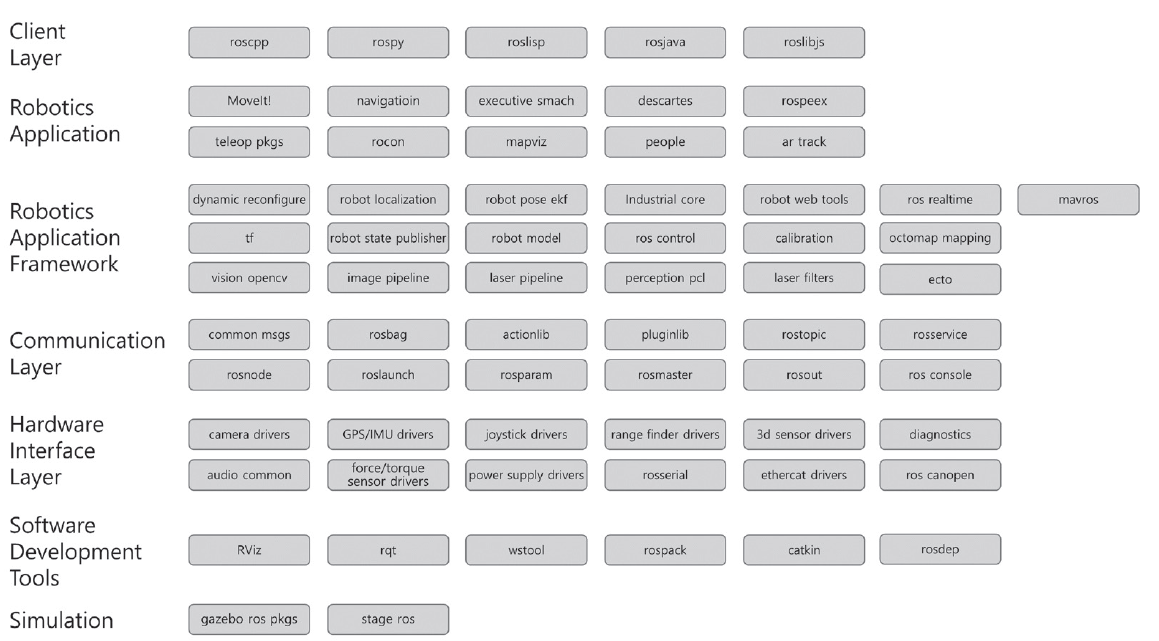 Client
Layer
roscpp rospy roslisp rosjava roslibjs
Robotics
Application
MoveIt! navigatioin executive smach descartes rospeex
teleop pkgs rocon mapviz people ar track
Robotics
Application
Framework
dynamic reconfigure robot localization robot pose ekf Industrial core robot web tools ros realtime mavros
tf robot state publisher robot model ros control calibration octomap mapping
vision opencv image pipeline laser pipeline perception pcl laser filters ecto
Communication
Layer
common msgs rosbag actionlib pluginlib rostopic rosservice
rosnode roslaunch rosparam rosmaster rosout ros console
Hardware
Interface
Layer
camera drivers GPS/IMU drivers joystick drivers range finder drivers 3d sensor drivers diagnostics
audio common force/torque sensor drivers power supply drivers rosserial ethercat drivers ros canopen
Software
Development
Tools
RViz rqt wstool rospack catkin rosdep
Simulation
gazebo ros pkgs stage ros